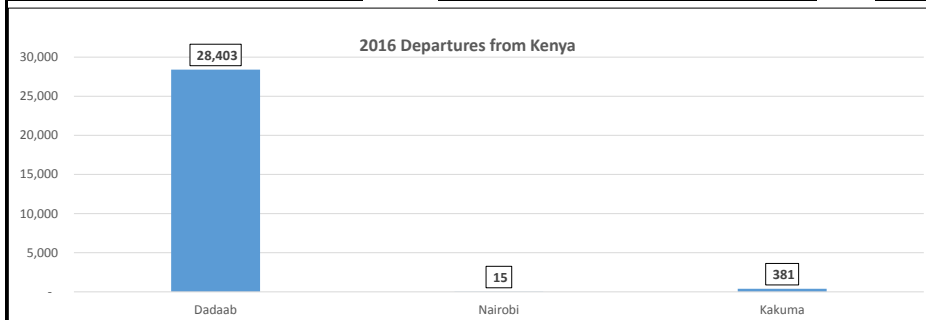 2016 Departures from Kenya
30,000
25,000
20,000
15,000
10,000
5,000
-
28,403
15
381
Dadaab
Nairobi
Kakuma